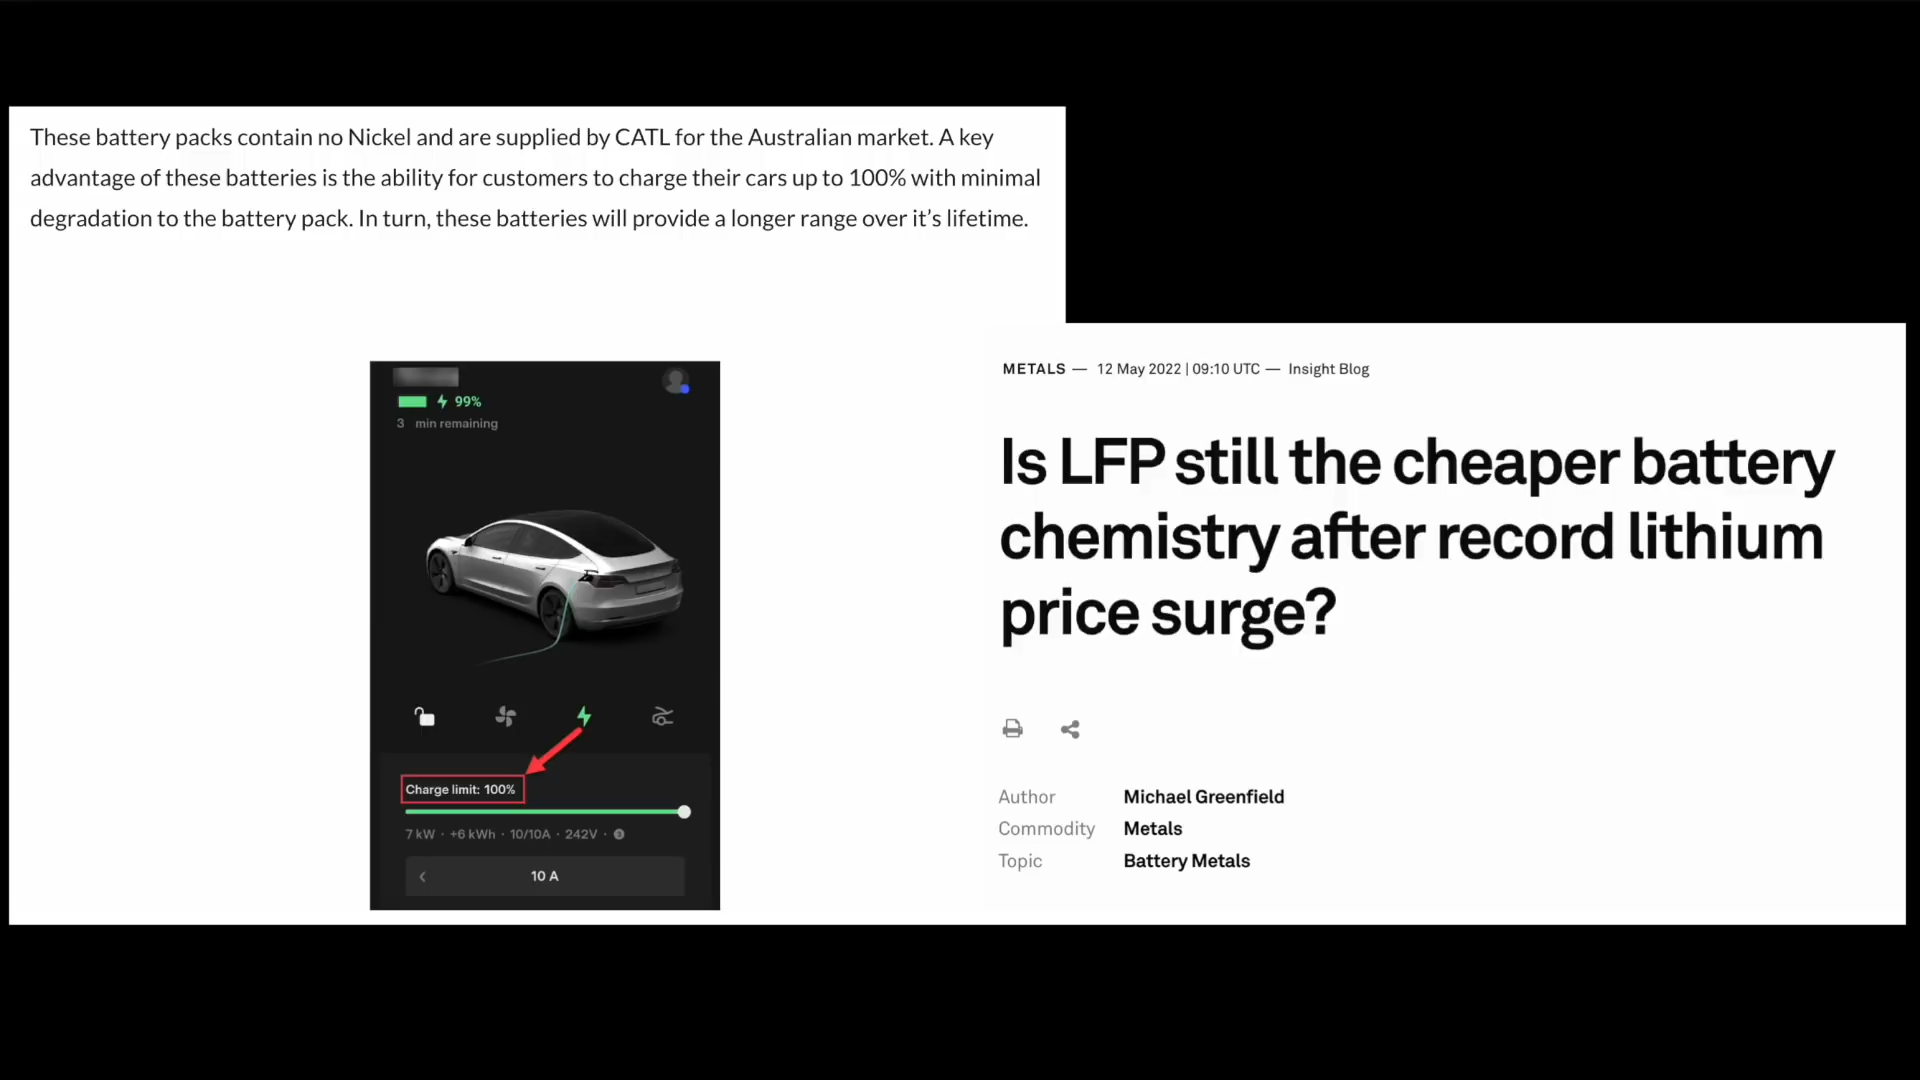 These battery packs contain no Nickel and are supplied by CATL for the Australian market. A key
advantage of these batteries is the ability for customers to charge their cars up to 100% with minimal
degradation to the battery pack. In turn, these batteries will provide a longer range over it's lifetime.
99%
3 min remaining
Charge limit: 100%
7 kW · +6 kWh · 10/10A · 242V ·
10 A
METALS — 12 May 2022 | 09:10 UTC — Insight Blog
Is LFP still the cheaper battery
chemistry after record lithium
price surge?
Author Michael Greenfield
Commodity Metals
Topic Battery Metals